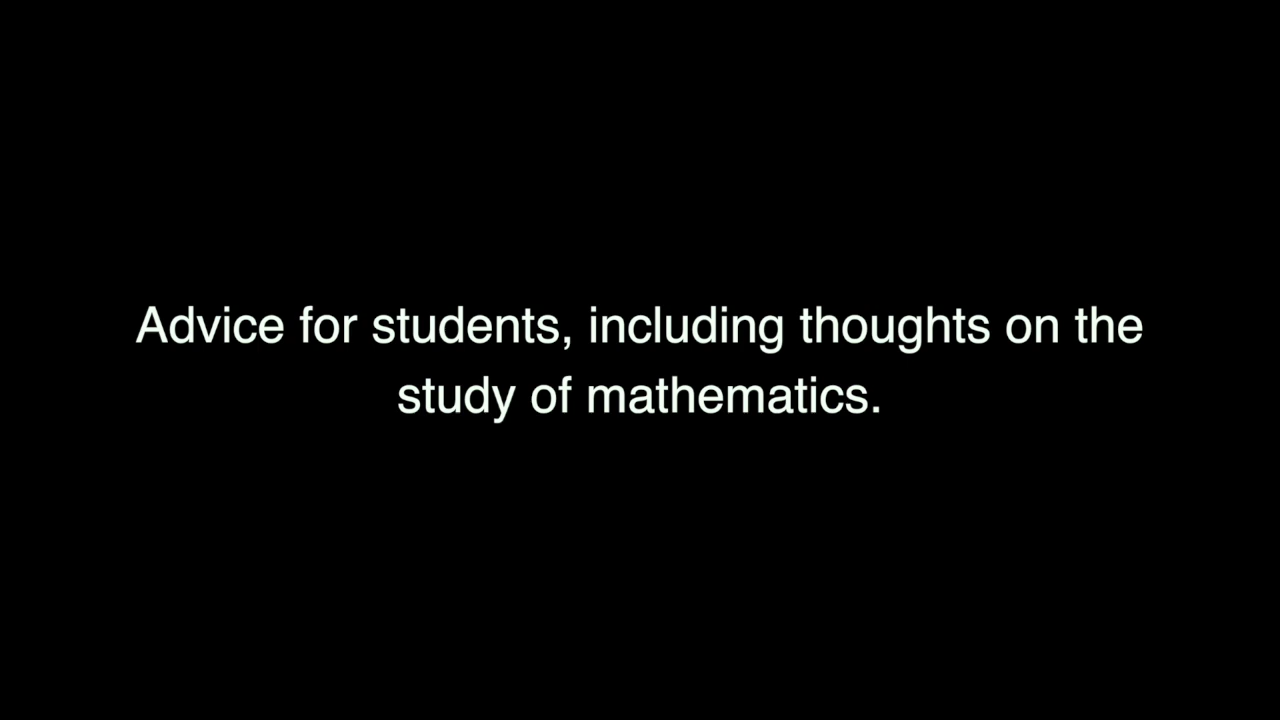 Advice for students, including thoughts on the
study of mathematics.